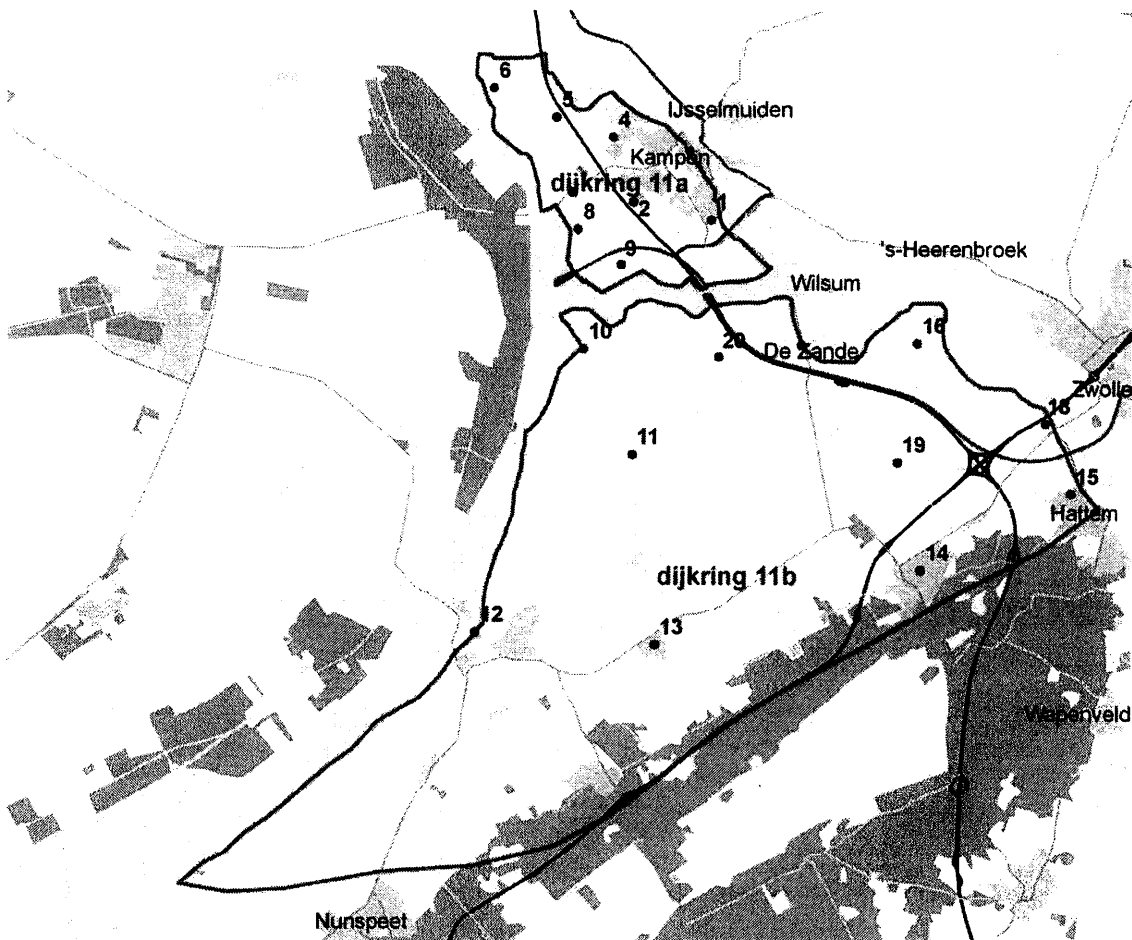 6
5
4
IJsselmuiden
Kampen
dijkring 11a
2
1
8
9
's-Heerenbroek
Wilsum
10
20
De Zande
16
Zwolle
18
11
19
15
Hattem
14
dijkring 11b
12
13
Wapenveld
Nunspeet